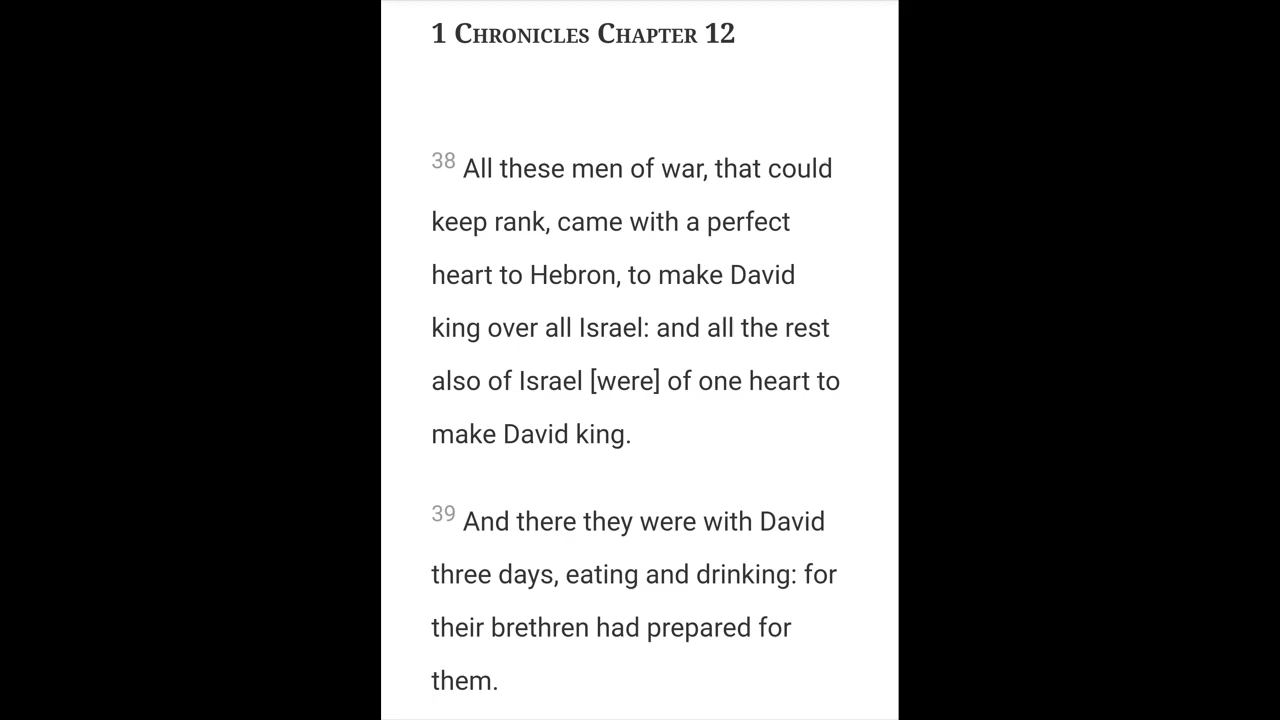 1 Chronicles Chapter 12
38 All these men of war, that could
keep rank, came with a perfect
heart to Hebron, to make David
king over all Israel: and all the rest
also of Israel [were] of one heart to
make David king.
39 And there they were with David
three days, eating and drinking: for
their brethren had prepared for
them.